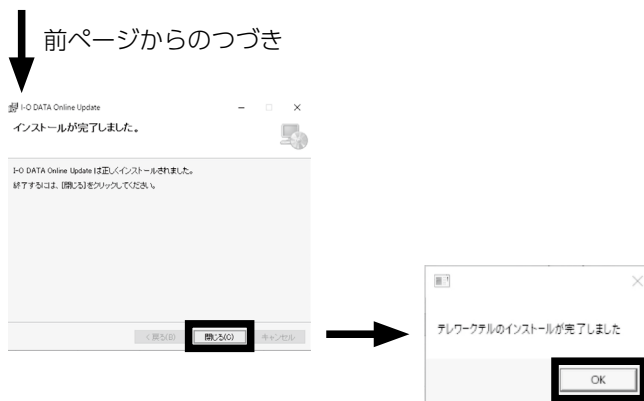 前ページからのつづき
I-O DATA Online Update
インストールが完了しました。
I-O DATA Online Update は正しくインストールされました。
終了するには、[閉じる]をクリックしてください。
< 戻る(B)
閉じる(C)
キャンセル
テレワークテルのインストールが完了しました
OK